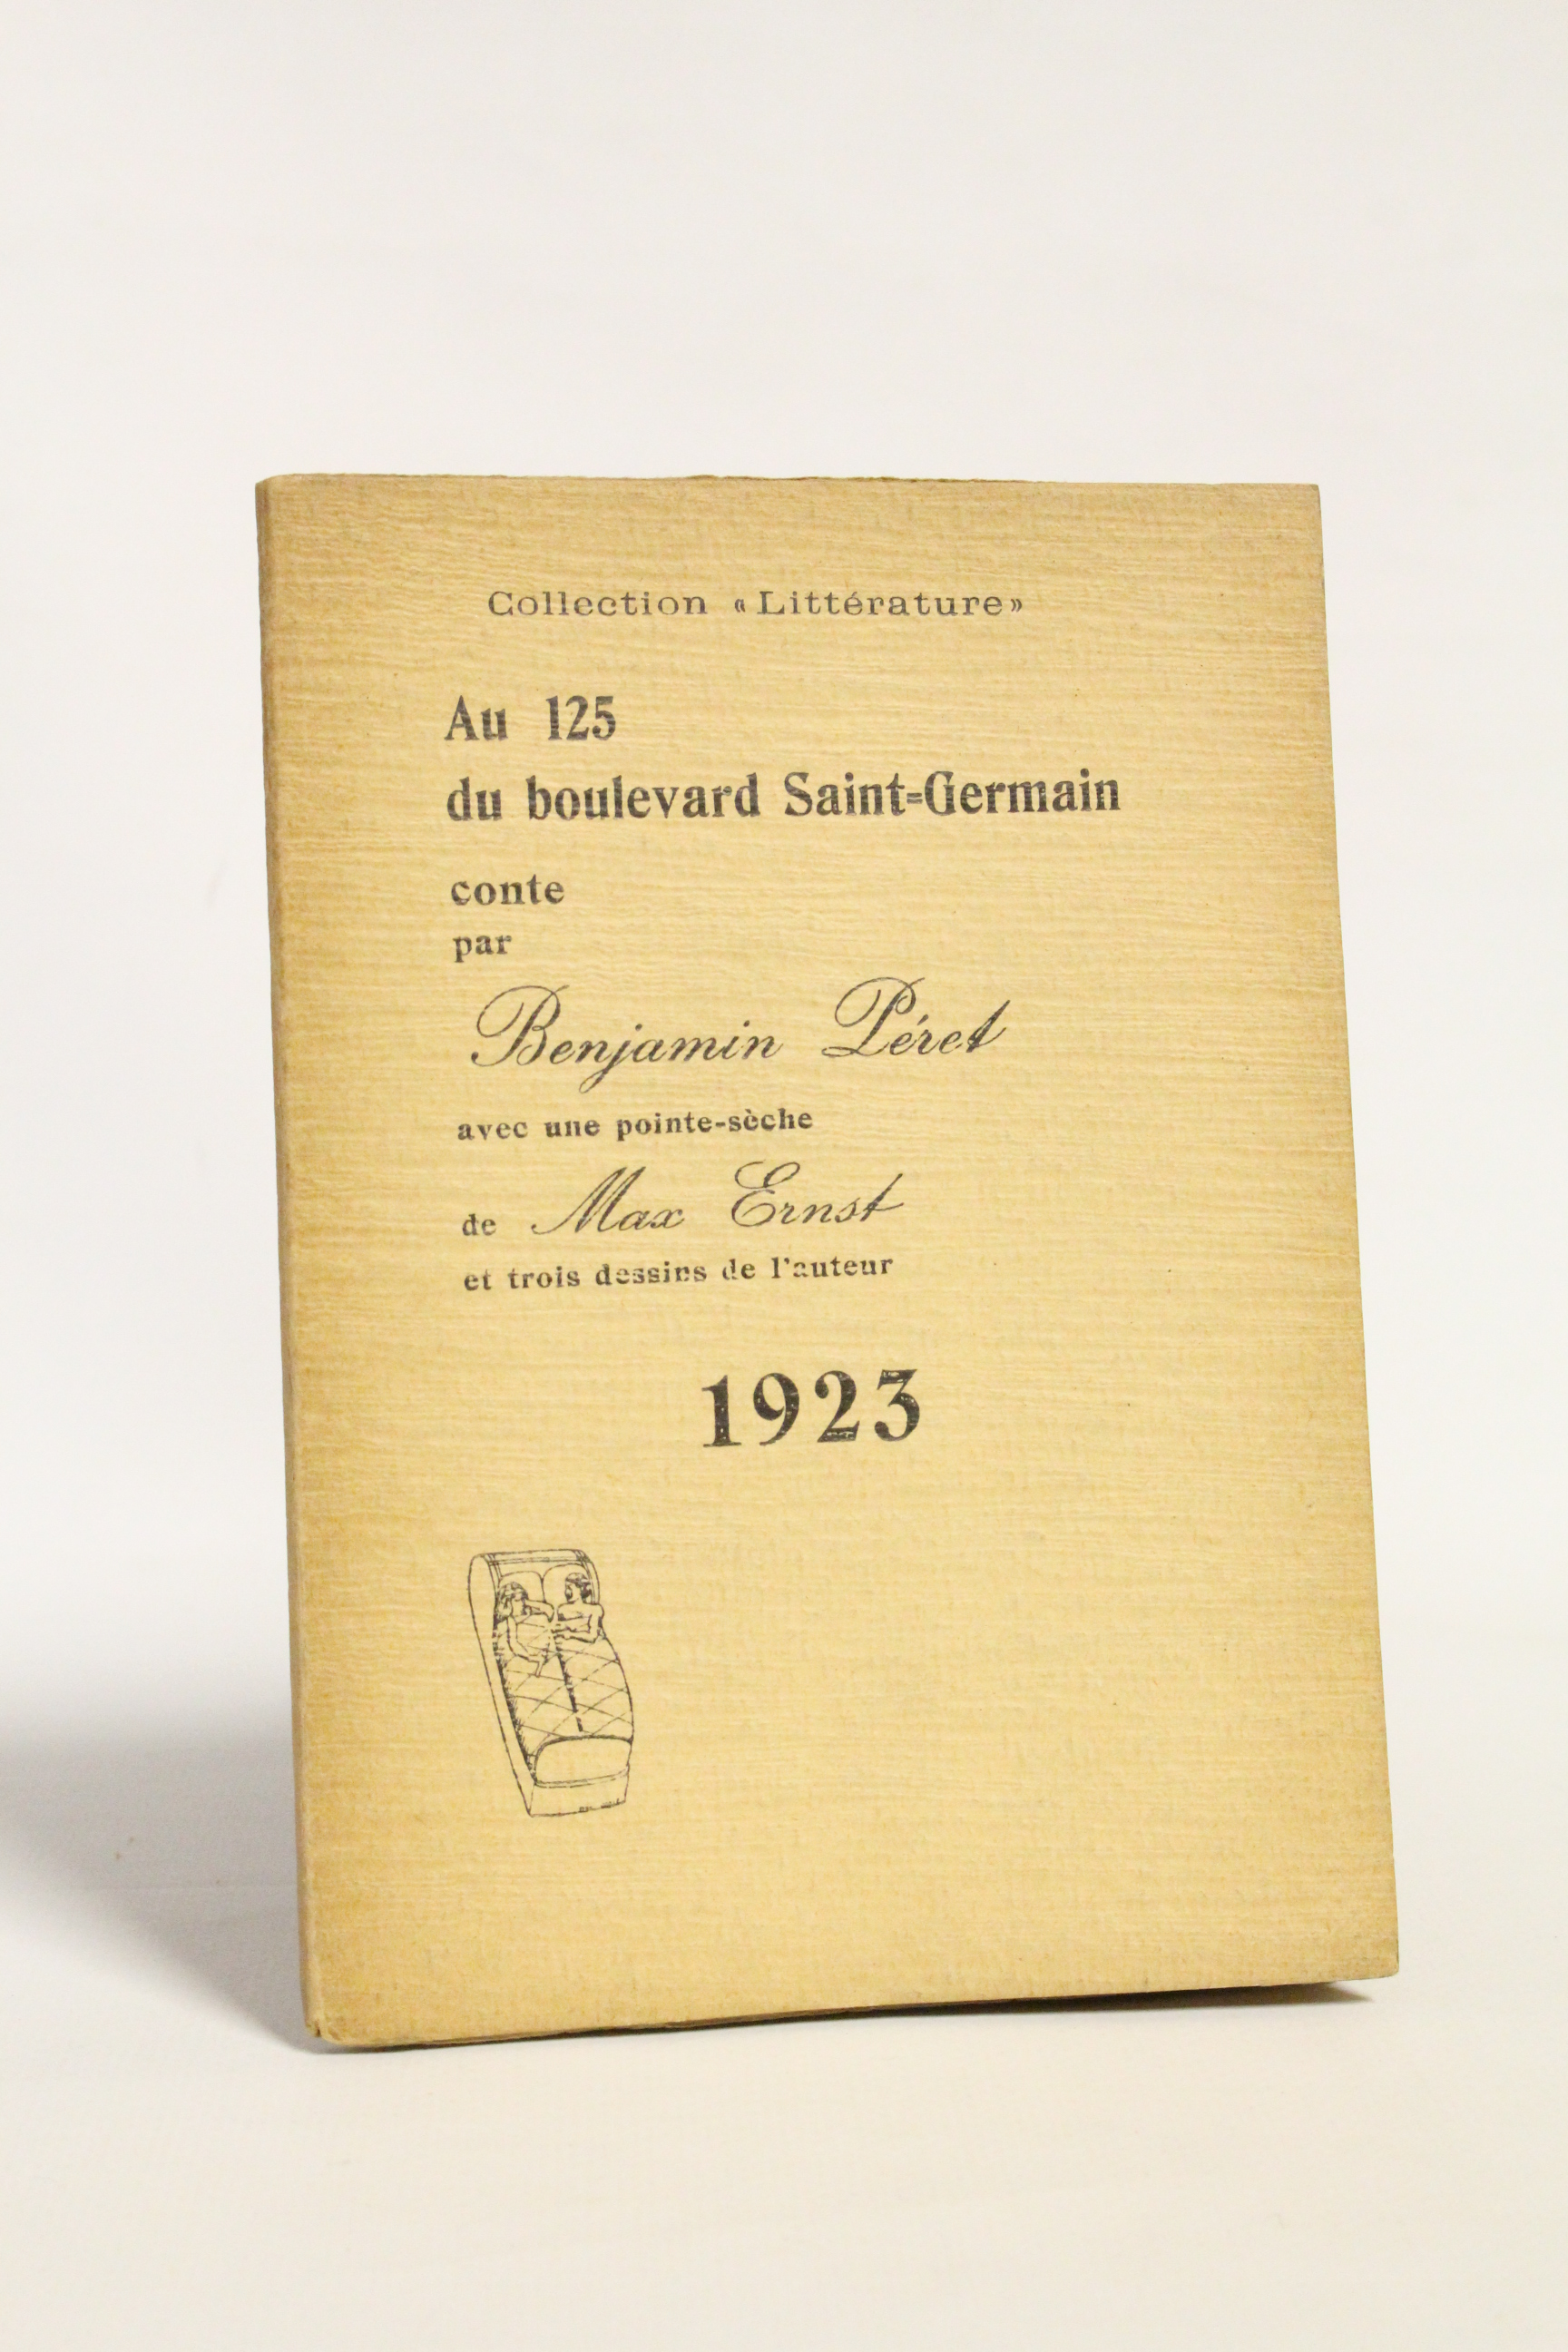 Collection « Littérature »
Au 125
du boulevard Saint-Germain
conte
par
Benjamin Péret
avec une pointe-sèche
de Max Ernst
et trois dessins de l'auteur
1923